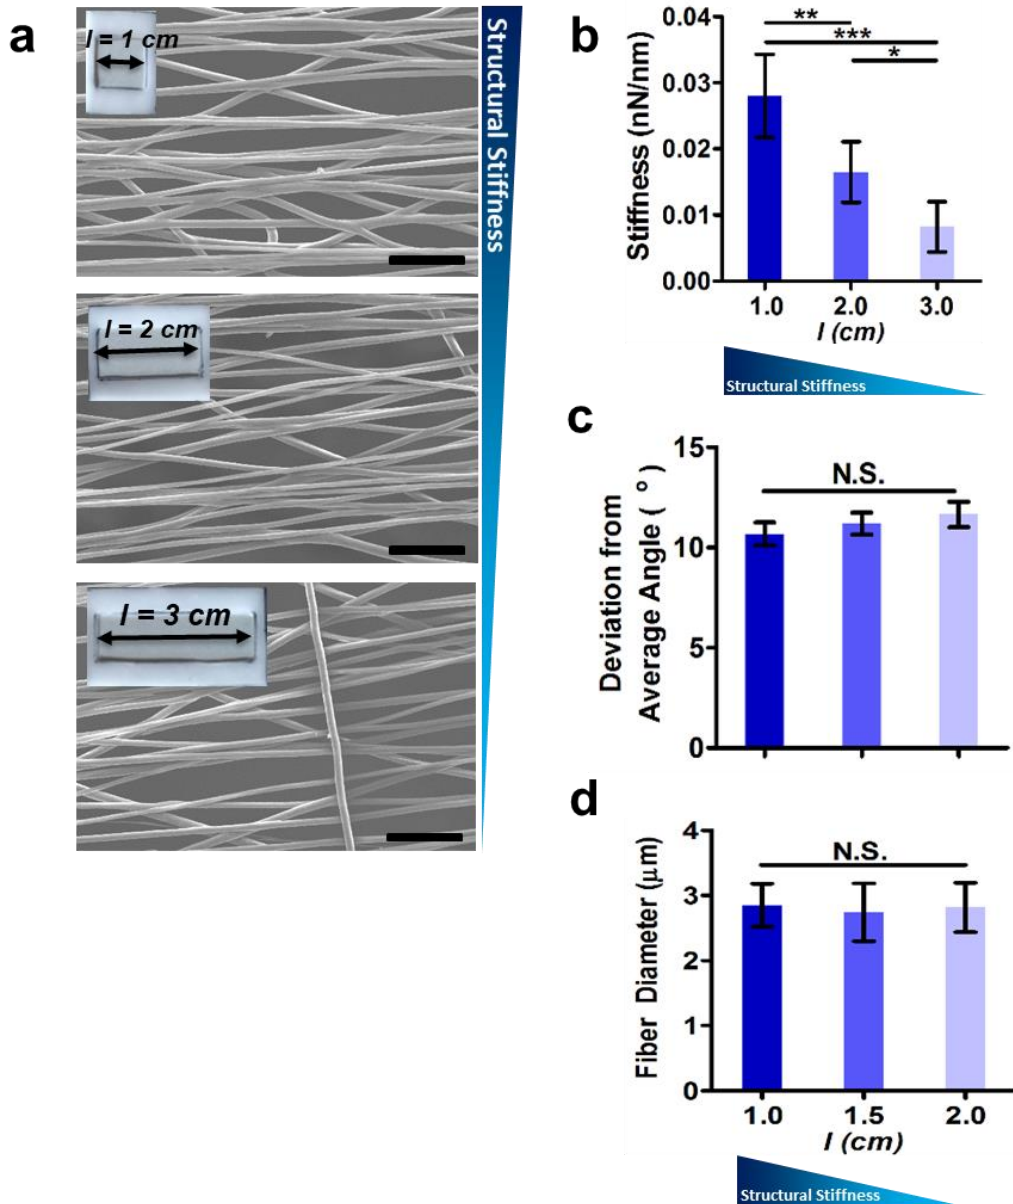 a
l = 1 cm
l = 2 cm
l = 3 cm
Structural Stiffness
b
Stiffness (nN/nm)
0.04
0.03
0.02
0.01
0.00
**
***
*
1.0 2.0 3.0
l (cm)
Structural Stiffness
c
Deviation from
Average Angle ( º )
15
10
5
0
N.S.
d
Fiber Diameter (μm)
4
3
2
1
0
N.S.
1.0 1.5 2.0
l (cm)
Structural Stiffness